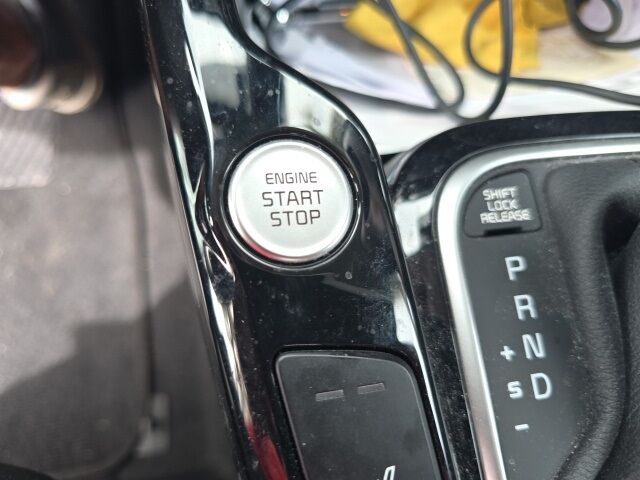 ENGINE
START
STOP
SHIFT
LOCK
RELEASE
P
R
+ N
S D
-